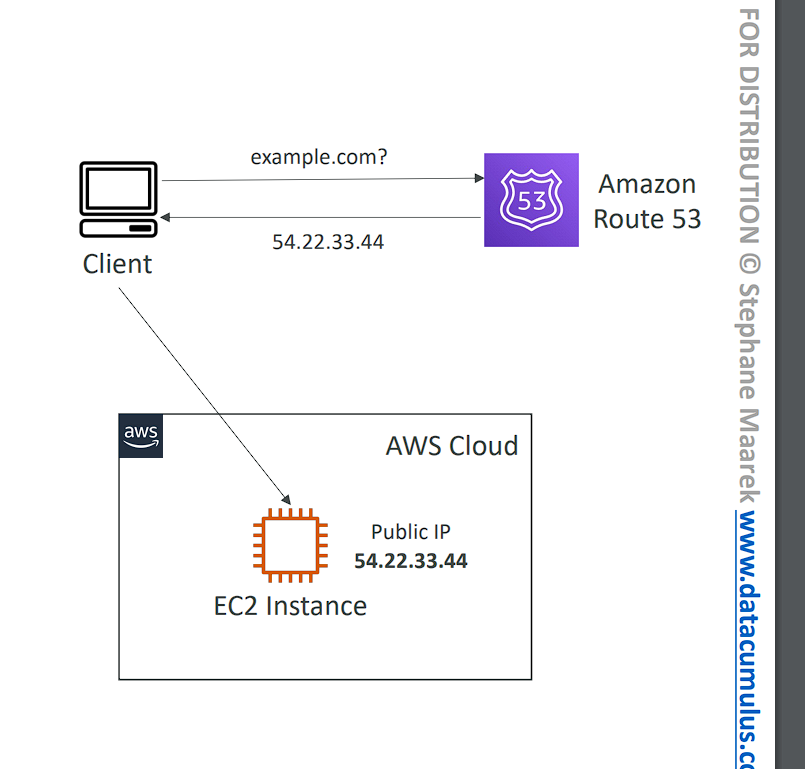 example.com?
53
Amazon
Route 53
54.22.33.44
Client
aws
AWS Cloud
Public IP
54.22.33.44
EC2 Instance
FOR DISTRIBUTION © Stephane Maarek www.datacumulus.co